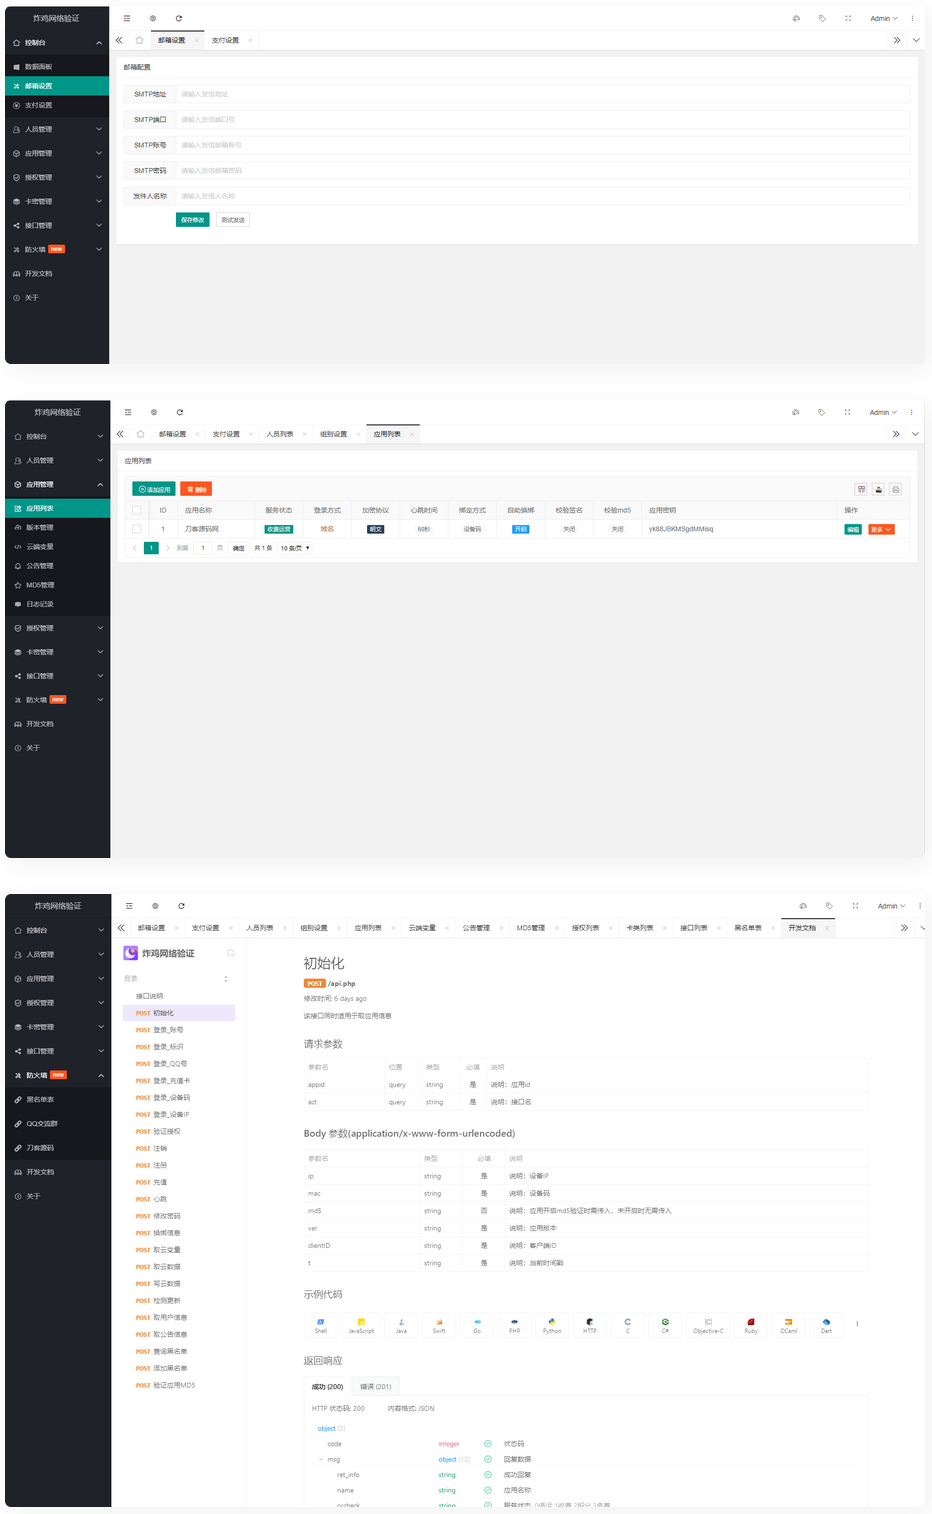 炸鸡网络验证
Admin
控制台
邮箱设置
支付设置
数据面板
邮箱设置
支付设置
人员管理
应用管理
授权管理
卡密管理
接口管理
防火墙 new
开发文档
关于
邮箱配置
SMTP地址 请输入发信地址
SMTP端口 请输入发信端口号
SMTP账号 请输入发信邮箱账号
SMTP密码 请输入发信邮箱密码
发件人名称 请输入发信人名称
保存修改 测试发送
炸鸡网络验证
Admin
邮箱设置 支付设置 人员列表 组别设置 应用列表
控制台
人员管理
应用管理
应用列表
版本管理
云端变量
公告管理
MD5管理
日志记录
授权管理
卡密管理
接口管理
防火墙 new
开发文档
关于
应用列表
添加应用 删除
ID 应用名称 服务状态 登录方式 加密协议 心跳时间 绑定方式 自助换绑 校验签名 校验md5 应用密钥 操作
1 刀客源码网 收费运营 域名 明文 60秒 设备码 开启 关闭 关闭 yk88JBKMSgdMMisq 编辑 更多
1 到第 1 页 确定 共 1 条 10 条/页
炸鸡网络验证
Admin
邮箱设置 支付设置 人员列表 组别设置 应用列表 云端变量 公告管理 MD5管理 授权列表 卡类列表 接口列表 黑名单表 开发文档
控制台
人员管理
应用管理
授权管理
卡密管理
接口管理
防火墙 new
黑名单表
QQ交流群
刀客源码
开发文档
关于
炸鸡网络验证
目录
接口说明
POST 初始化
POST 登录_账号
POST 登录_标识
POST 登录_QQ号
POST 登录_充值卡
POST 登录_设备码
POST 登录_设备IP
POST 验证授权
POST 注销
POST 注册
POST 充值
POST 心跳
POST 修改密码
POST 换绑信息
POST 取云变量
POST 取云数据
POST 写云数据
POST 检测更新
POST 取用户信息
POST 取公告信息
POST 查询黑名单
POST 添加黑名单
POST 验证应用MD5
初始化
POST /api.php
修改时间: 6 days ago
该接口同时适用于取应用信息
请求参数
参数名 位置 类型 必填 说明
appid query string 是 说明：应用id
act query string 是 说明：接口名
Body 参数(application/x-www-form-urlencoded)
参数名 类型 必填 说明
ip string 是 说明：设备IP
mac string 是 说明：设备码
md5 string 否 说明：应用开启md5验证时需传入，未开启时无需传入
ver string 是 说明：应用版本
clientID string 是 说明：客户端ID
t string 是 说明：当前时间戳
示例代码
Shell JavaScript Java Swift Go PHP Python HTTP C C# Objective-C Ruby OCaml Dart
返回响应
成功 (200) 错误 (201)
HTTP 状态码: 200 内容格式: JSON
object (3)
code integer 状态码
msg object (12) 回复数据
ret_info string 成功回复
name string 应用名称